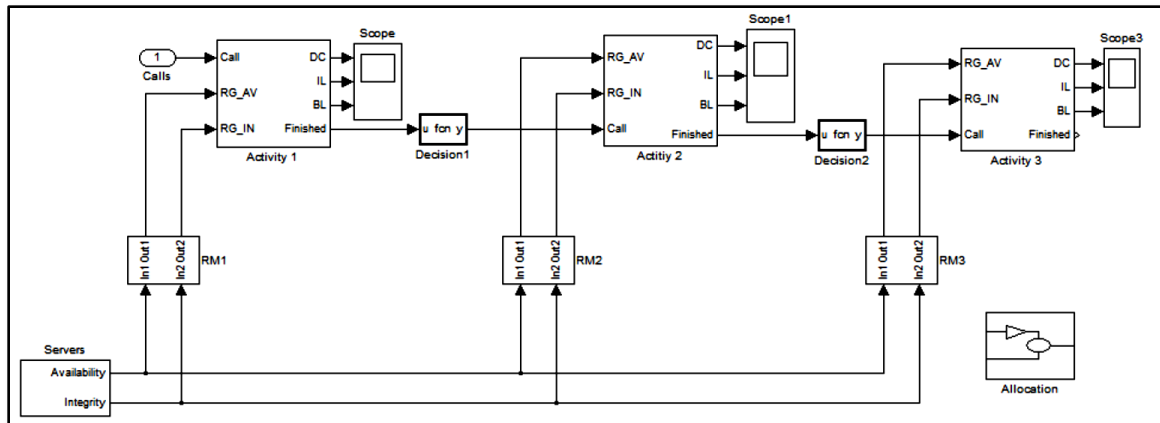 1
Calls
Call
RG_AV
RG_IN
DC
IL
BL
Finished
Activity 1
Scope
u fcn y
Decision1
RG_AV
RG_IN
Call
DC
IL
BL
Finished
Actitiy 2
Scope1
u fcn y
Decision2
RG_AV
RG_IN
Call
DC
IL
BL
Finished
Activity 3
Scope3
In1 Out1
In2 Out2
RM1
In1 Out1
In2 Out2
RM2
In1 Out1
In2 Out2
RM3
Servers
Availability
Integrity
Allocation